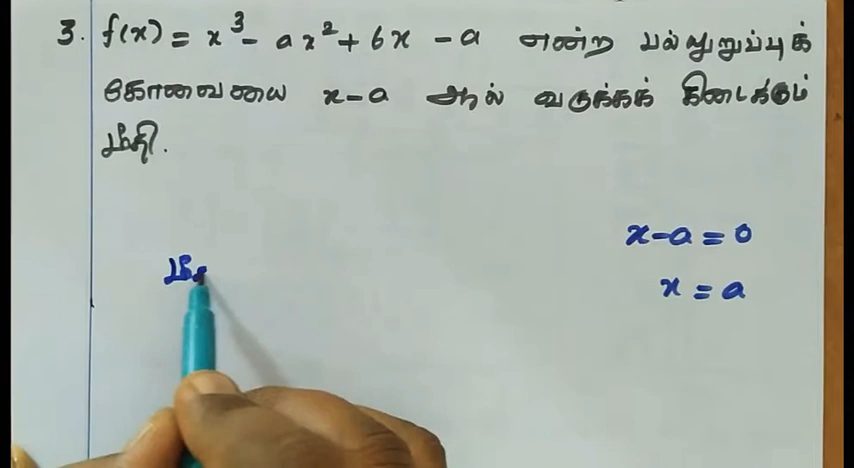 3. f(x) = x³ - ax² + 6x - a என்ற பல்லுறுப்புக்
கோவையை x-a ஆல் வகுக்கக் கிடைக்கும்
மீதி.
x-a = 0
x = a